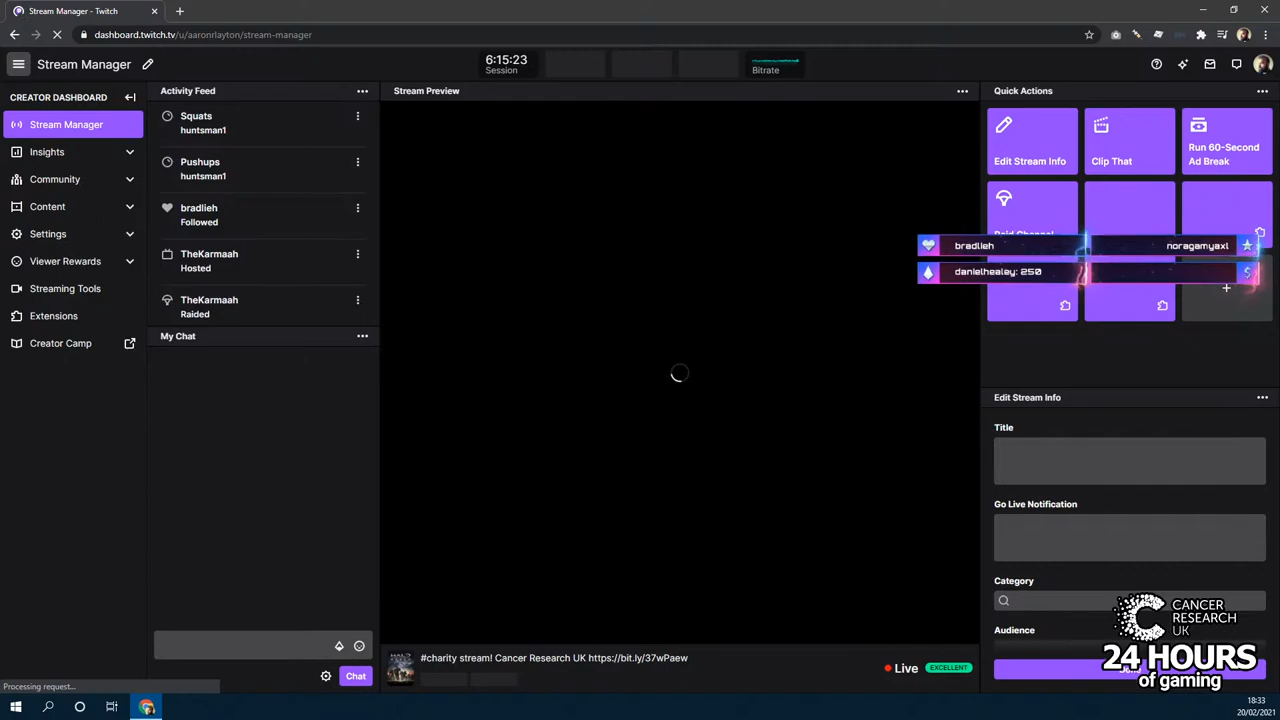 Stream Manager - Twitch
dashboard.twitch.tv/u/aaronrlayton/stream-manager
Stream Manager
6:15:23
Session
Bitrate
CREATOR DASHBOARD
Stream Manager
Insights
Community
Content
Settings
Viewer Rewards
Streaming Tools
Extensions
Creator Camp
Activity Feed
Squats
huntsman1
Pushups
huntsman1
bradlieh
Followed
TheKarmaah
Hosted
TheKarmaah
Raided
My Chat
Chat
Stream Preview
#charity stream! Cancer Research UK https://bit.ly/37wPaew
Live
EXCELLENT
Quick Actions
Edit Stream Info
Clip That
Run 60-Second
Ad Break
Raid Channel
bradlieh
noragamyaxl
danielhealey: 250
Edit Stream Info
Title
Go Live Notification
Category
Audience
CANCER
RESEARCH
UK
24 HOURS
of gaming
Processing request...
18:33
20/02/2021